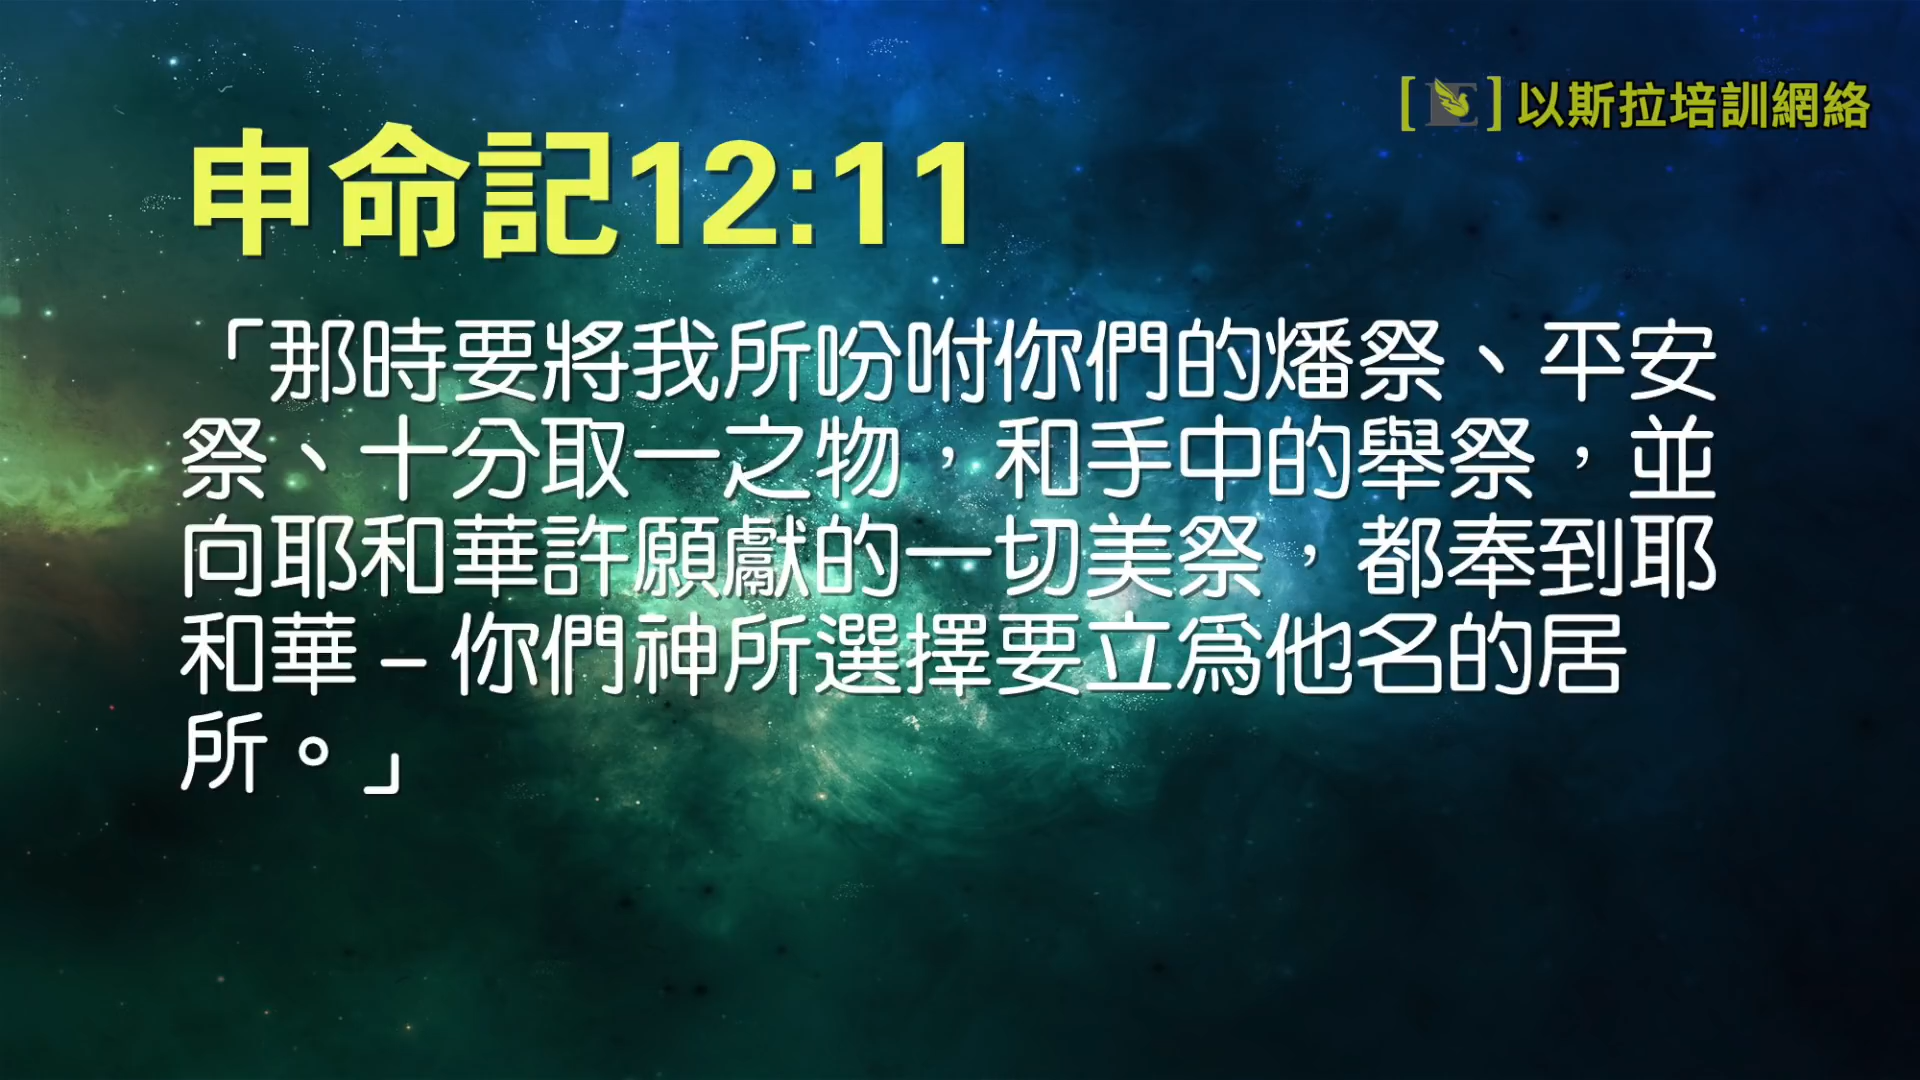 [ E ] 以斯拉培訓網絡
申命記12:11
「那時要將我所吩咐你們的燔祭、平安
祭、十分取一之物，和手中的舉祭，並
向耶和華許願獻的一切美祭，都奉到耶
和華–你們神所選擇要立爲他名的居
所。」